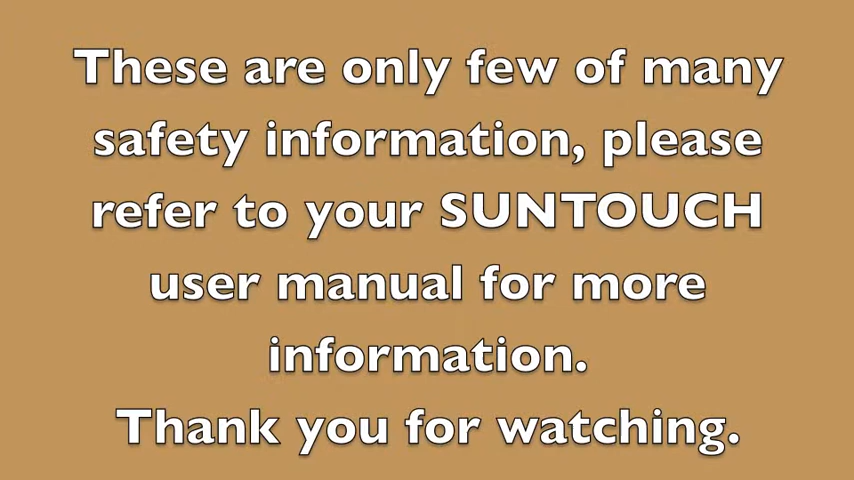 These are only few of many
safety information, please
refer to your SUNTOUCH
user manual for more
information.
Thank you for watching.